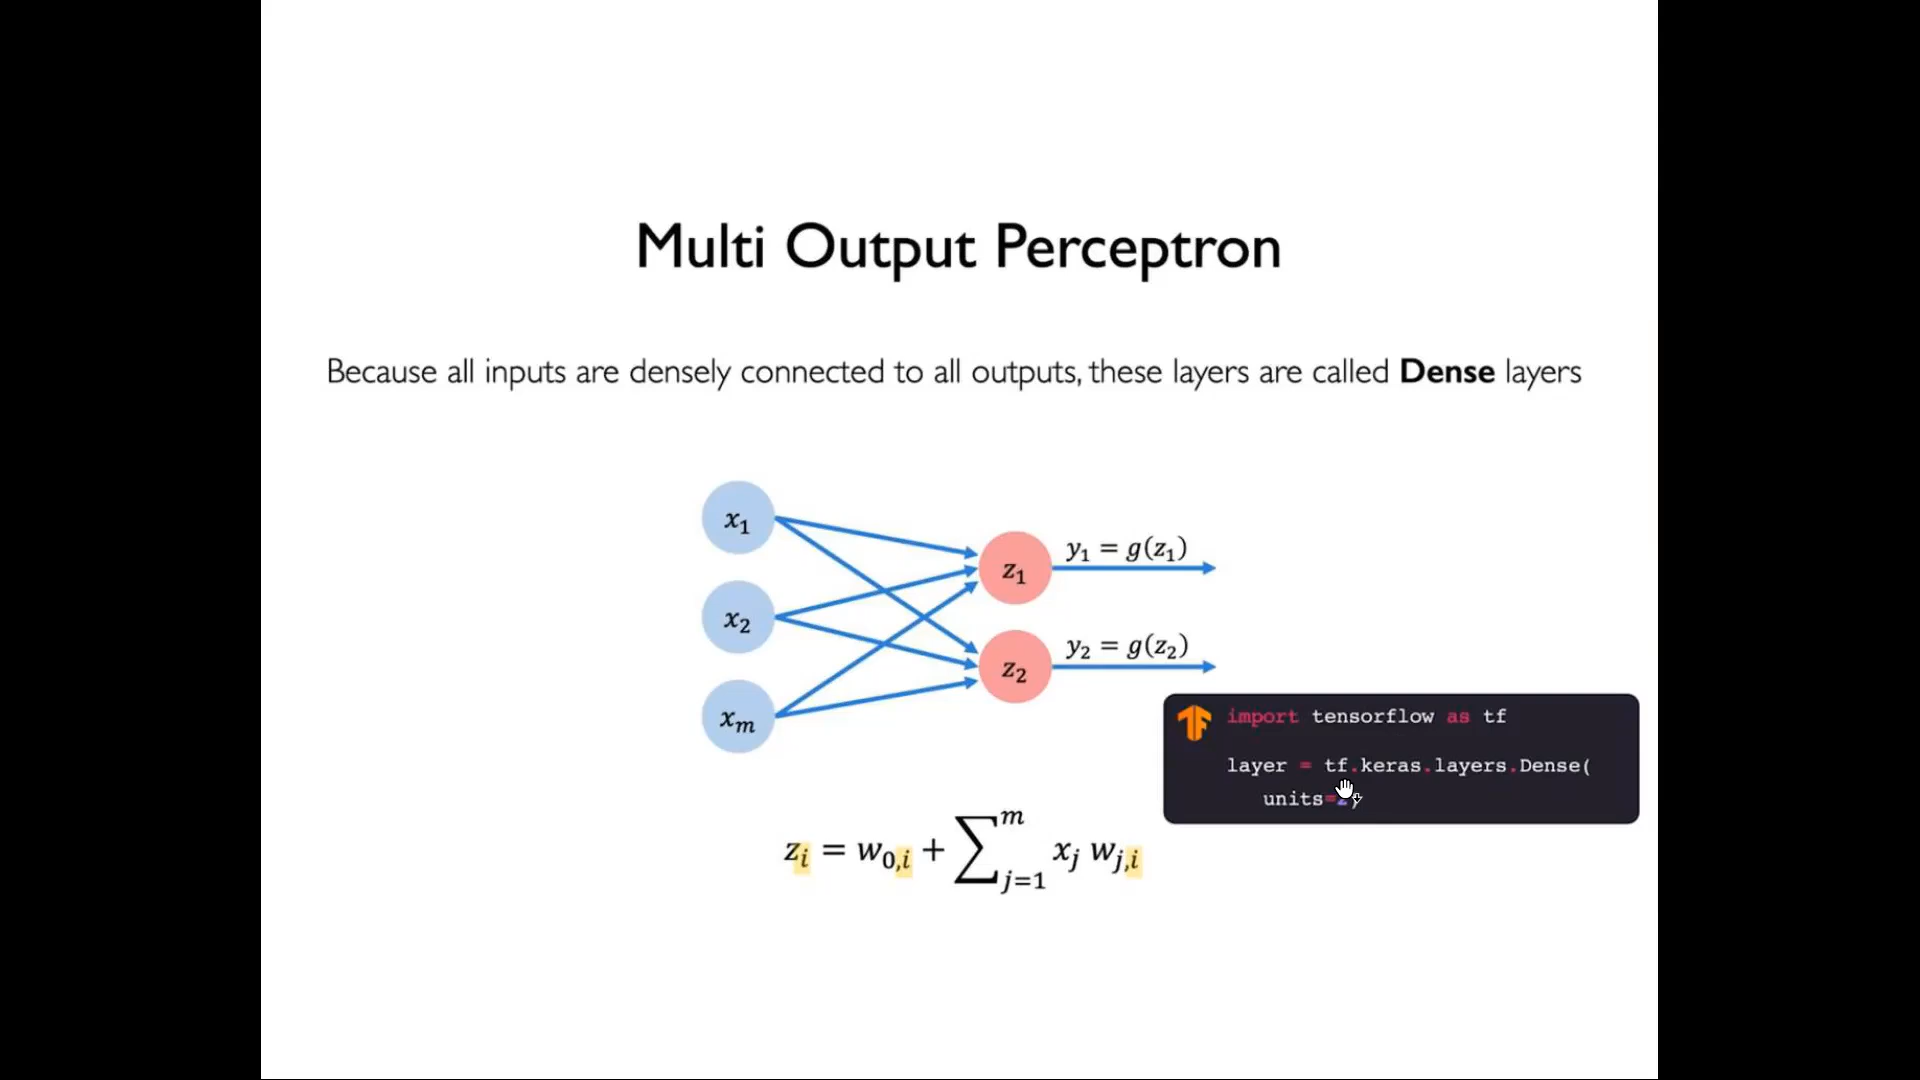 Multi Output Perceptron
Because all inputs are densely connected to all outputs, these layers are called Dense layers
x₁
x₂
xₘ
z₁
z₂
y₁ = g(z₁)
y₂ = g(z₂)
import tensorflow as tf
layer = tf.keras.layers.Dense(
units=
zᵢ = w₀,ᵢ + ∑ⱼ₌₁ᵐ xⱼ wⱼ,ᵢ